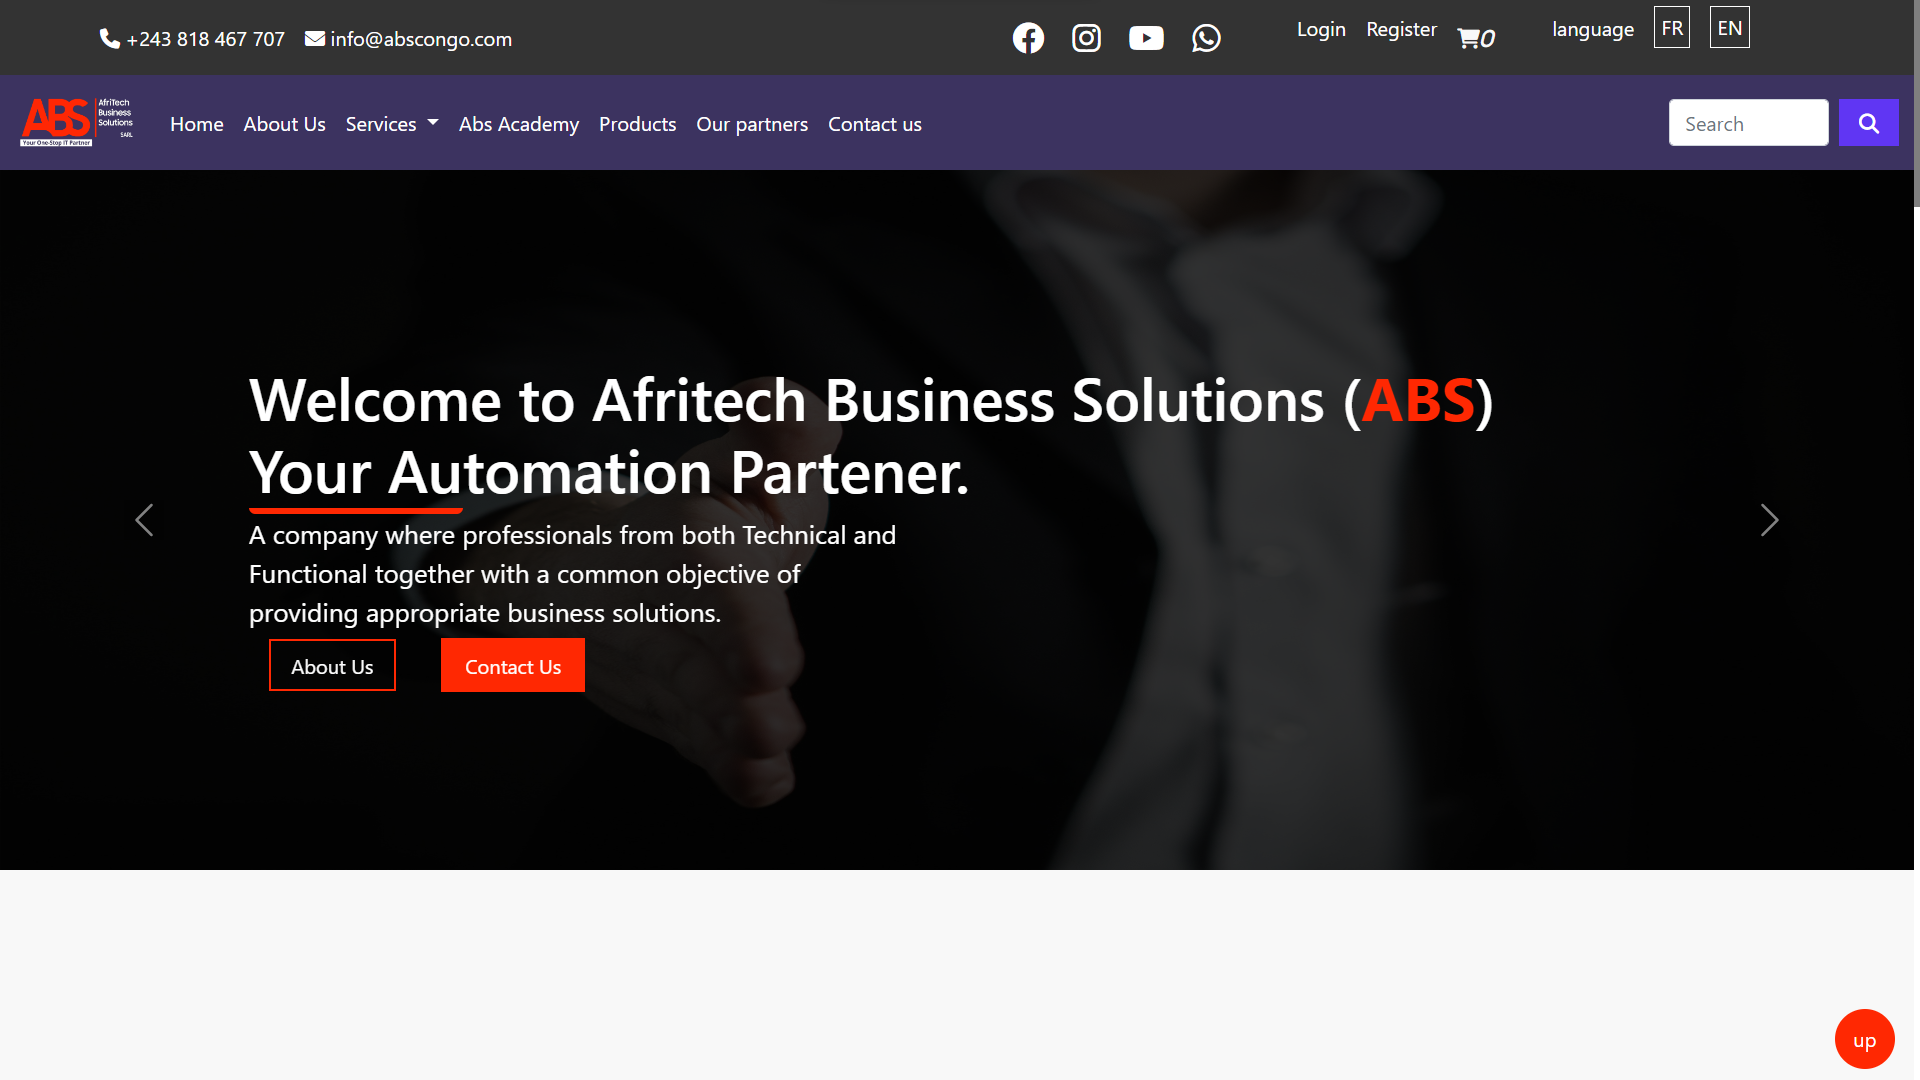 +243 818 467 707 info@abscongo.com
Login Register 0 language FR EN
ABS AfriTech Business Solutions SARL
Your One-Stop IT Partner
Home About Us Services Abs Academy Products Our partners Contact us Search
Welcome to Afritech Business Solutions (ABS)
Your Automation Partener.
A company where professionals from both Technical and
Functional together with a common objective of
providing appropriate business solutions.
About Us Contact Us
up